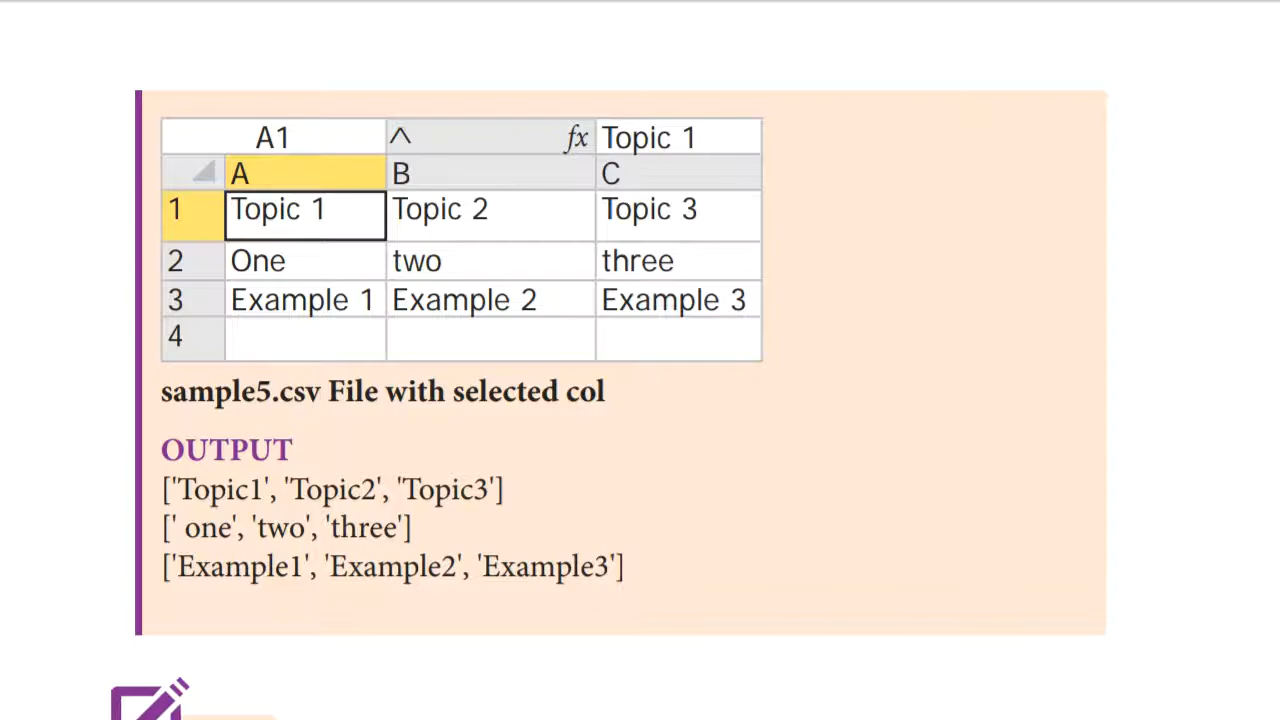 A1 ^ fx Topic 1
A B C
1 Topic 1 Topic 2 Topic 3
2 One two three
3 Example 1 Example 2 Example 3
4
sample5.csv File with selected col
OUTPUT
['Topic1', 'Topic2', 'Topic3']
[' one', 'two', 'three']
['Example1', 'Example2', 'Example3']